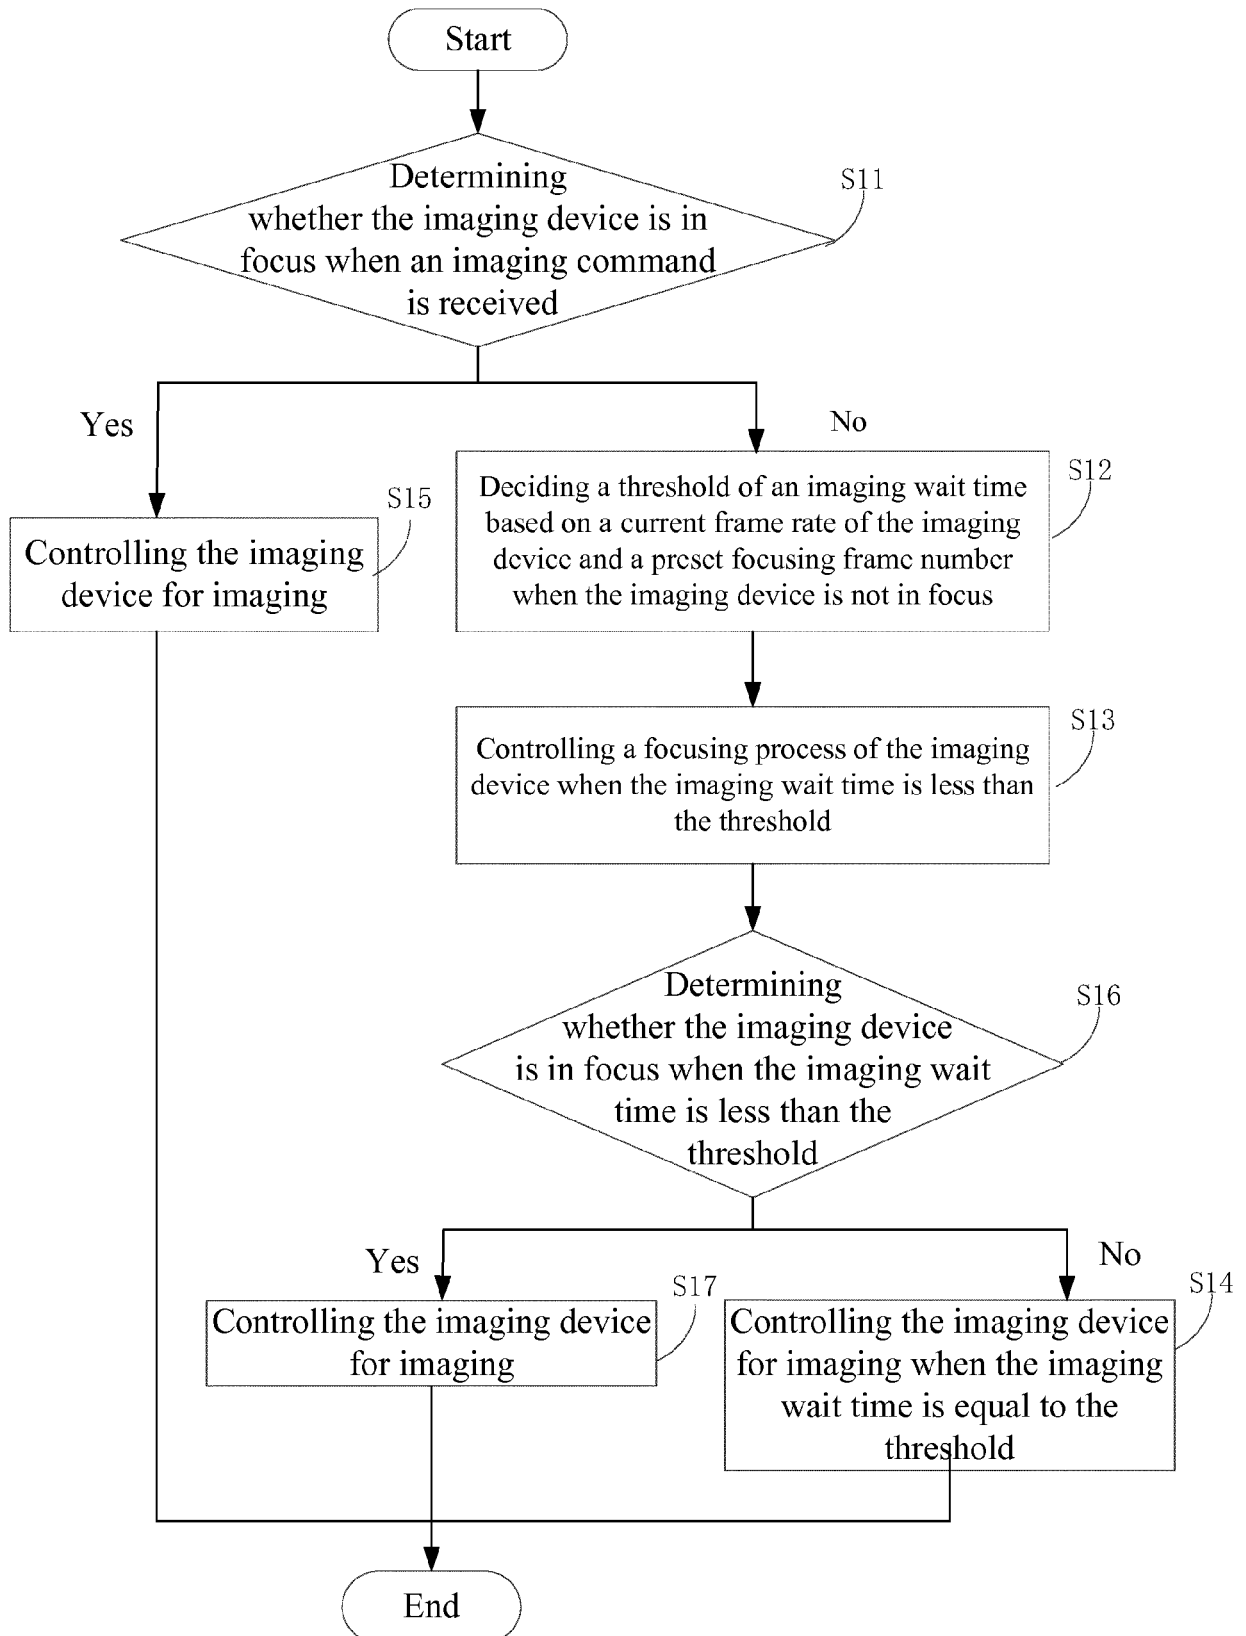 Start
Determining
whether the imaging device is in
focus when an imaging command
is received
S11
Yes
No
S15
Controlling the imaging
device for imaging
S12
Deciding a threshold of an imaging wait time
based on a current frame rate of the imaging
device and a preset focusing frame number
when the imaging device is not in focus
S13
Controlling a focusing process of the imaging
device when the imaging wait time is less than
the threshold
Determining
whether the imaging device
is in focus when the imaging wait
time is less than the
threshold
S16
Yes
No
S17
Controlling the imaging device
for imaging
S14
Controlling the imaging device
for imaging when the imaging
wait time is equal to the
threshold
End